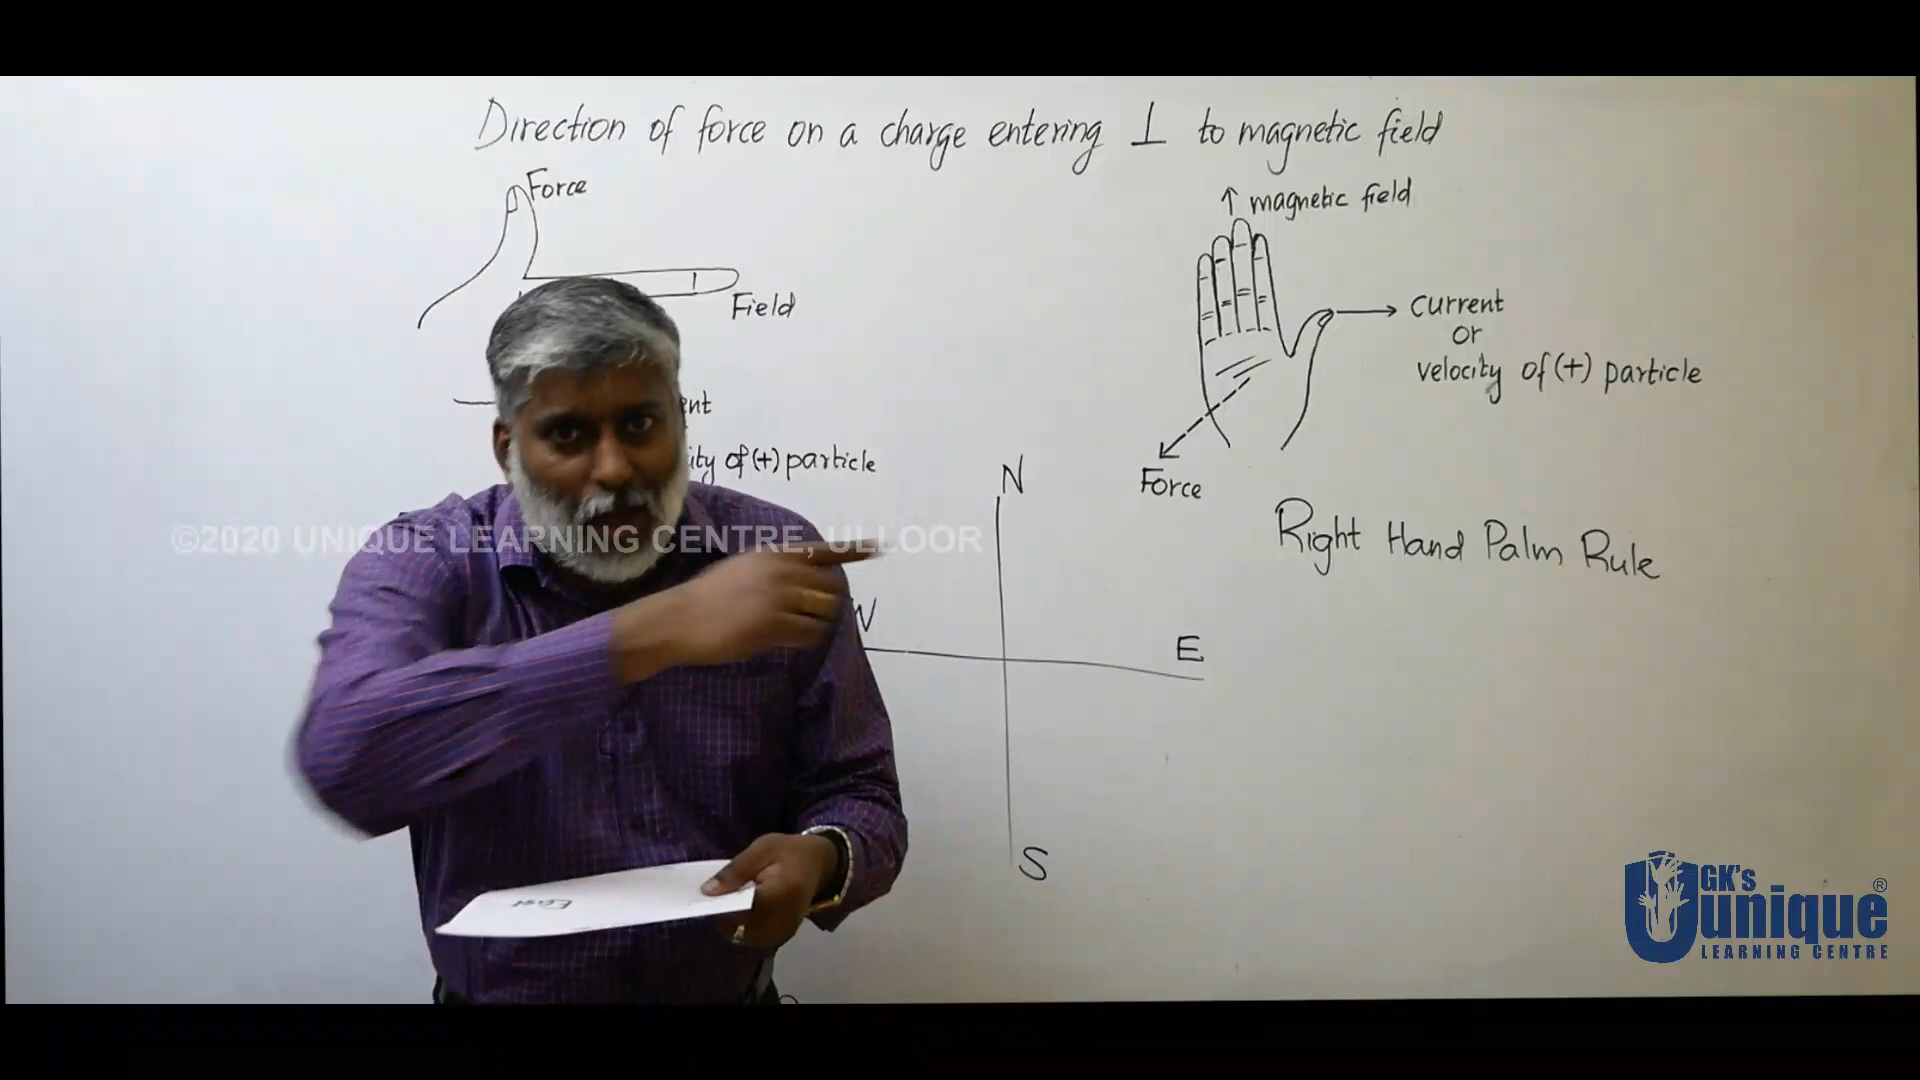 Direction of force on a charge entering ⊥ to magnetic field
Force
Field
ent
ity of (+) particle
↑ magnetic field
current
or
velocity of (+) particle
Force
Right Hand Palm Rule
N
E
S
East
©2020 UNIQUE LEARNING CENTRE, ULLOOR
GK's
unique®
LEARNING CENTRE